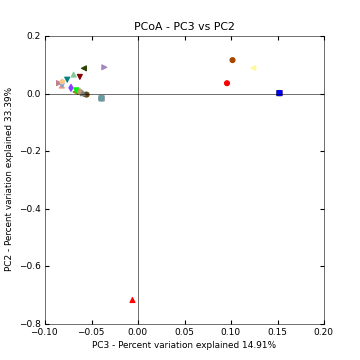 PCoA - PC3 vs PC2
PC2 - Percent variation explained 33.39%
0.2
0.0
−0.2
−0.4
−0.6
−0.8
−0.10 −0.05 0.00 0.05 0.10 0.15 0.20
PC3 - Percent variation explained 14.91%